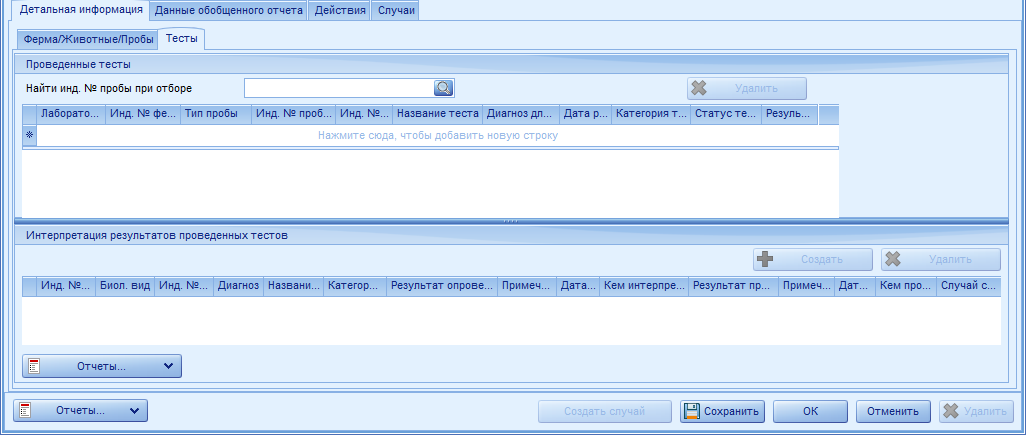 Детальная информация Данные обобщенного отчета Действия Случаи
Ферма/Животные/Пробы Тесты
Проведенные тесты
Найти инд. № пробы при отборе Удалить
Лаборато... Инд. № фе... Тип пробы Инд. № проб... Инд. №... Название теста Диагноз дл... Дата р... Категория т... Статус те... Резуль...
Нажмите сюда, чтобы добавить новую строку
Интерпретация результатов проведенных тестов
Создать Удалить
Инд. №... Биол. вид Инд. №... Диагноз Названи... Категор... Результат опрове... Примеч... Дата... Кем интерпре... Результат пр... Примеч... Дат... Кем про... Случай с...
Отчеты...
Отчеты... Создать случай Сохранить ОК Отменить Удалить